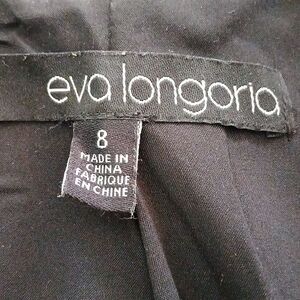 eva longoria
8
MADE IN
CHINA
FABRIQUE
EN CHINE